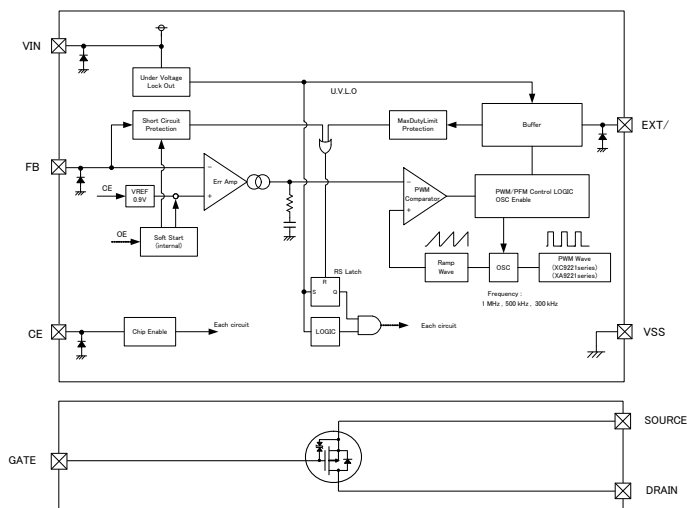 VIN
Under Voltage
Lock Out
U.V.L.O
Short Circuit
Protection
MaxDutyLimit
Protection
Buffer
EXT/
FB
Err Amp
PWM
Comparator
PWM/PFM Control LOGIC
OSC Enable
CE
VREF
0.9V
OE
Soft Start
(internal)
Ramp
Wave
OSC
PWM Wave
(XC9221series)
(XA9221series)
RS Latch
R
S
Q
Frequency :
1 MHz , 500 kHz , 300 kHz
CE
Chip Enable
Each circuit
LOGIC
Each circuit
VSS
SOURCE
GATE
DRAIN